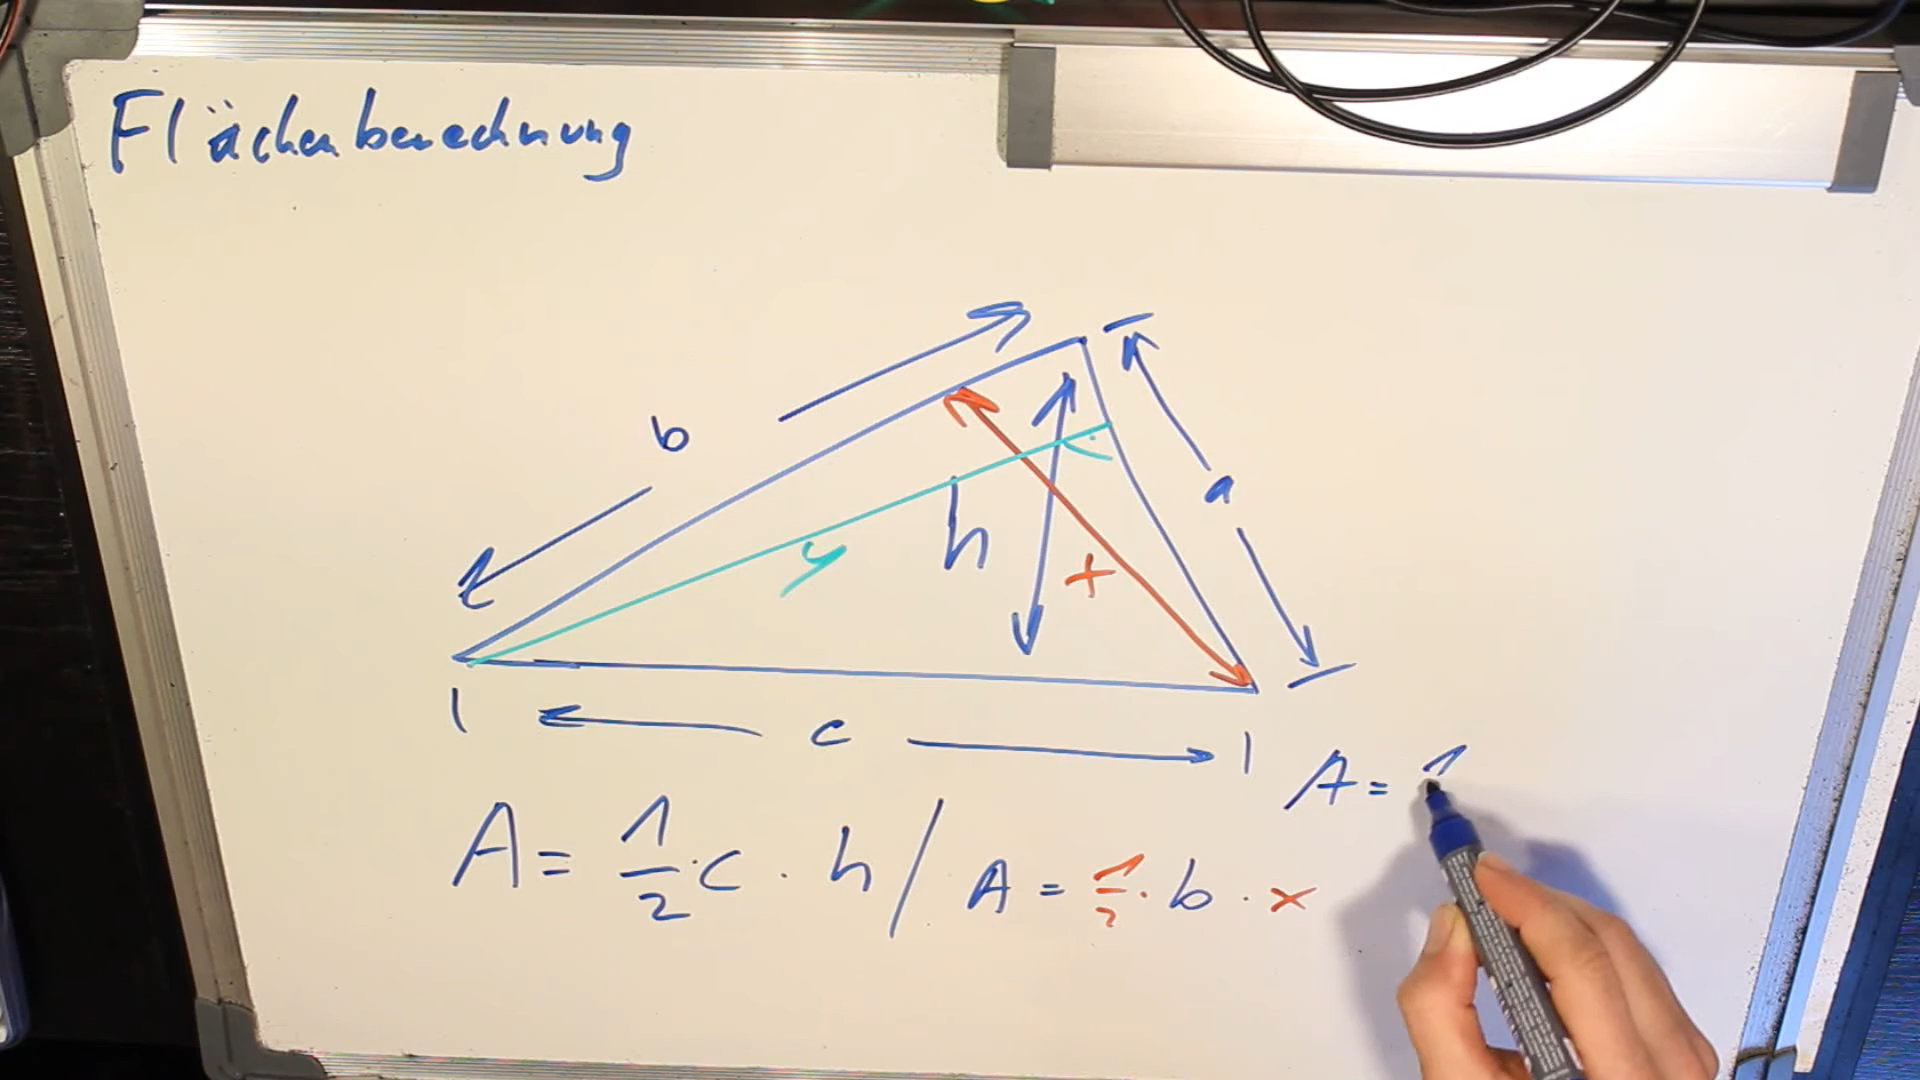 Flächenberechnung
b
a
h
y
x
c
A = 1/2 · c · h / A = 1/2 · b · x
A = 1